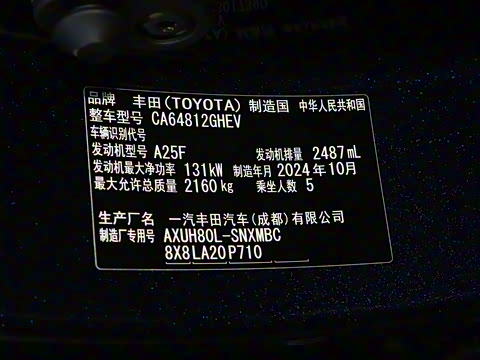 品牌 丰田(TOYOTA) 制造国 中华人民共和国
整车型号 CA64812GHEV
车辆识别代号
发动机型号 A25F 发动机排量 2487mL
发动机最大净功率 131kW 制造年月 2024年10月
最大允许总质量 2160kg 乘坐人数 5
生产厂名 一汽丰田汽车(成都)有限公司
制造厂专用号 AXUH80L-SNXMBC
8X8LA20P710